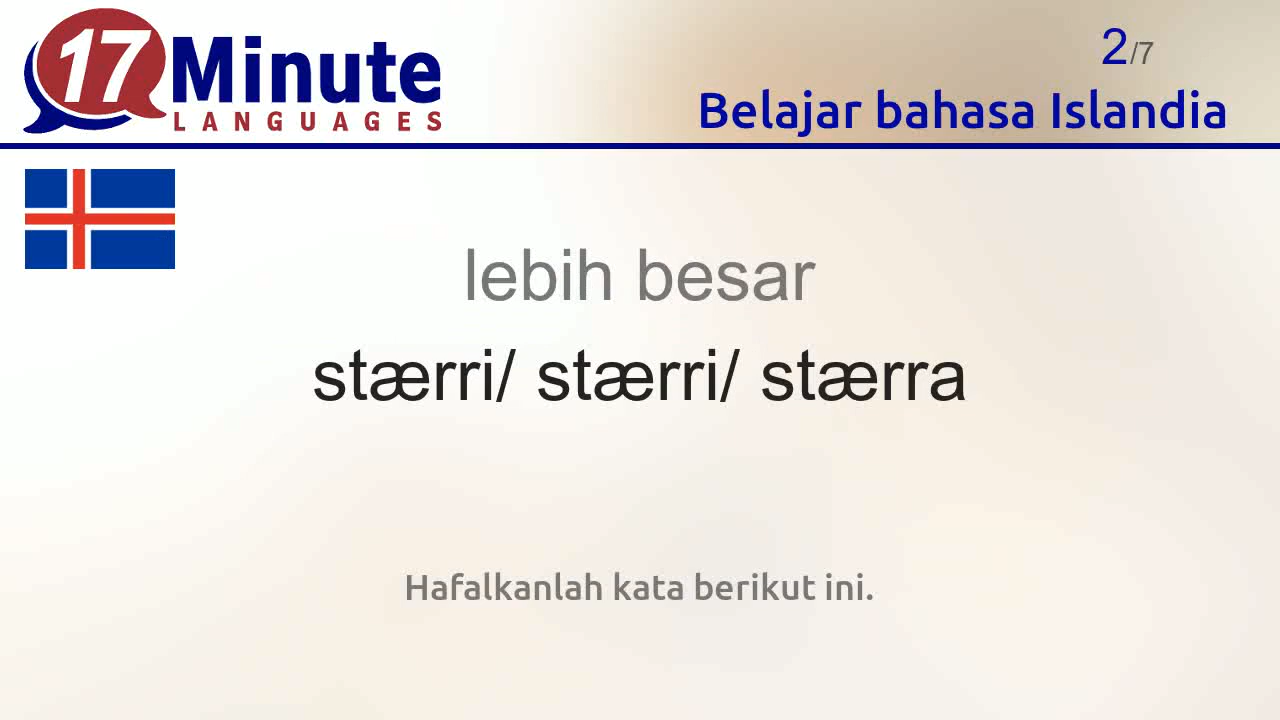 17 Minute
LANGUAGES
2/7
Belajar bahasa Islandia
lebih besar
stærri/ stærri/ stærra
Hafalkanlah kata berikut ini.